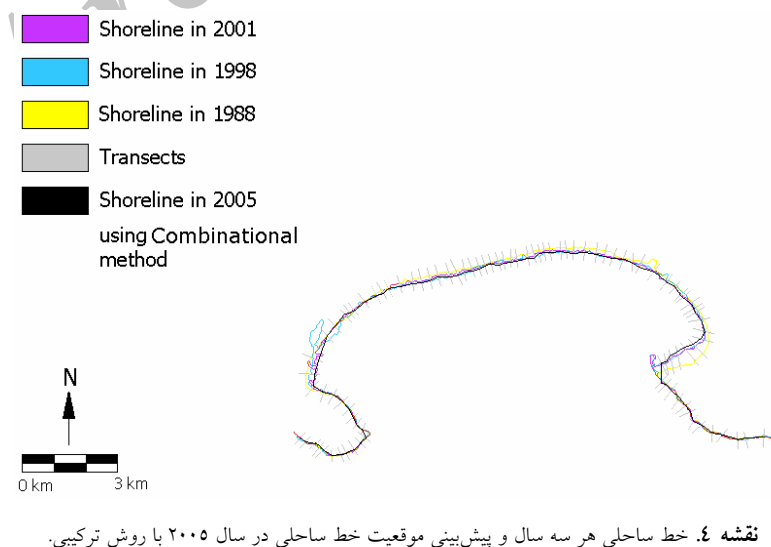 Shoreline in 2001
Shoreline in 1998
Shoreline in 1988
Transects
Shoreline in 2005
using Combinational
method
N
0 km 3 km
نقشه ٤. خط ساحلی هر سه سال و پیش‌بینی موقعیت خط ساحلی در سال ٢٠٠٥ با روش ترکیبی.